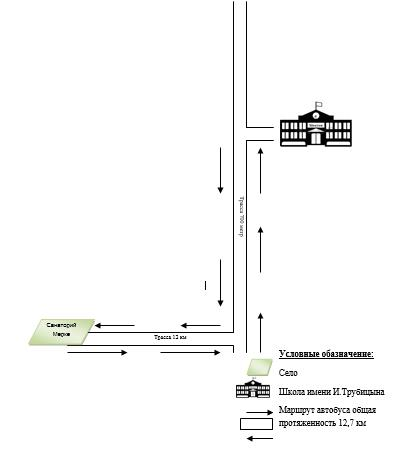 Трасса 700 метр
Санаторий
Мерке
Трасса 12 км
Условные обазначение:
Село
Школа имени И.Трубицына
Маршрут автобуса общая
протяженность 12,7 км